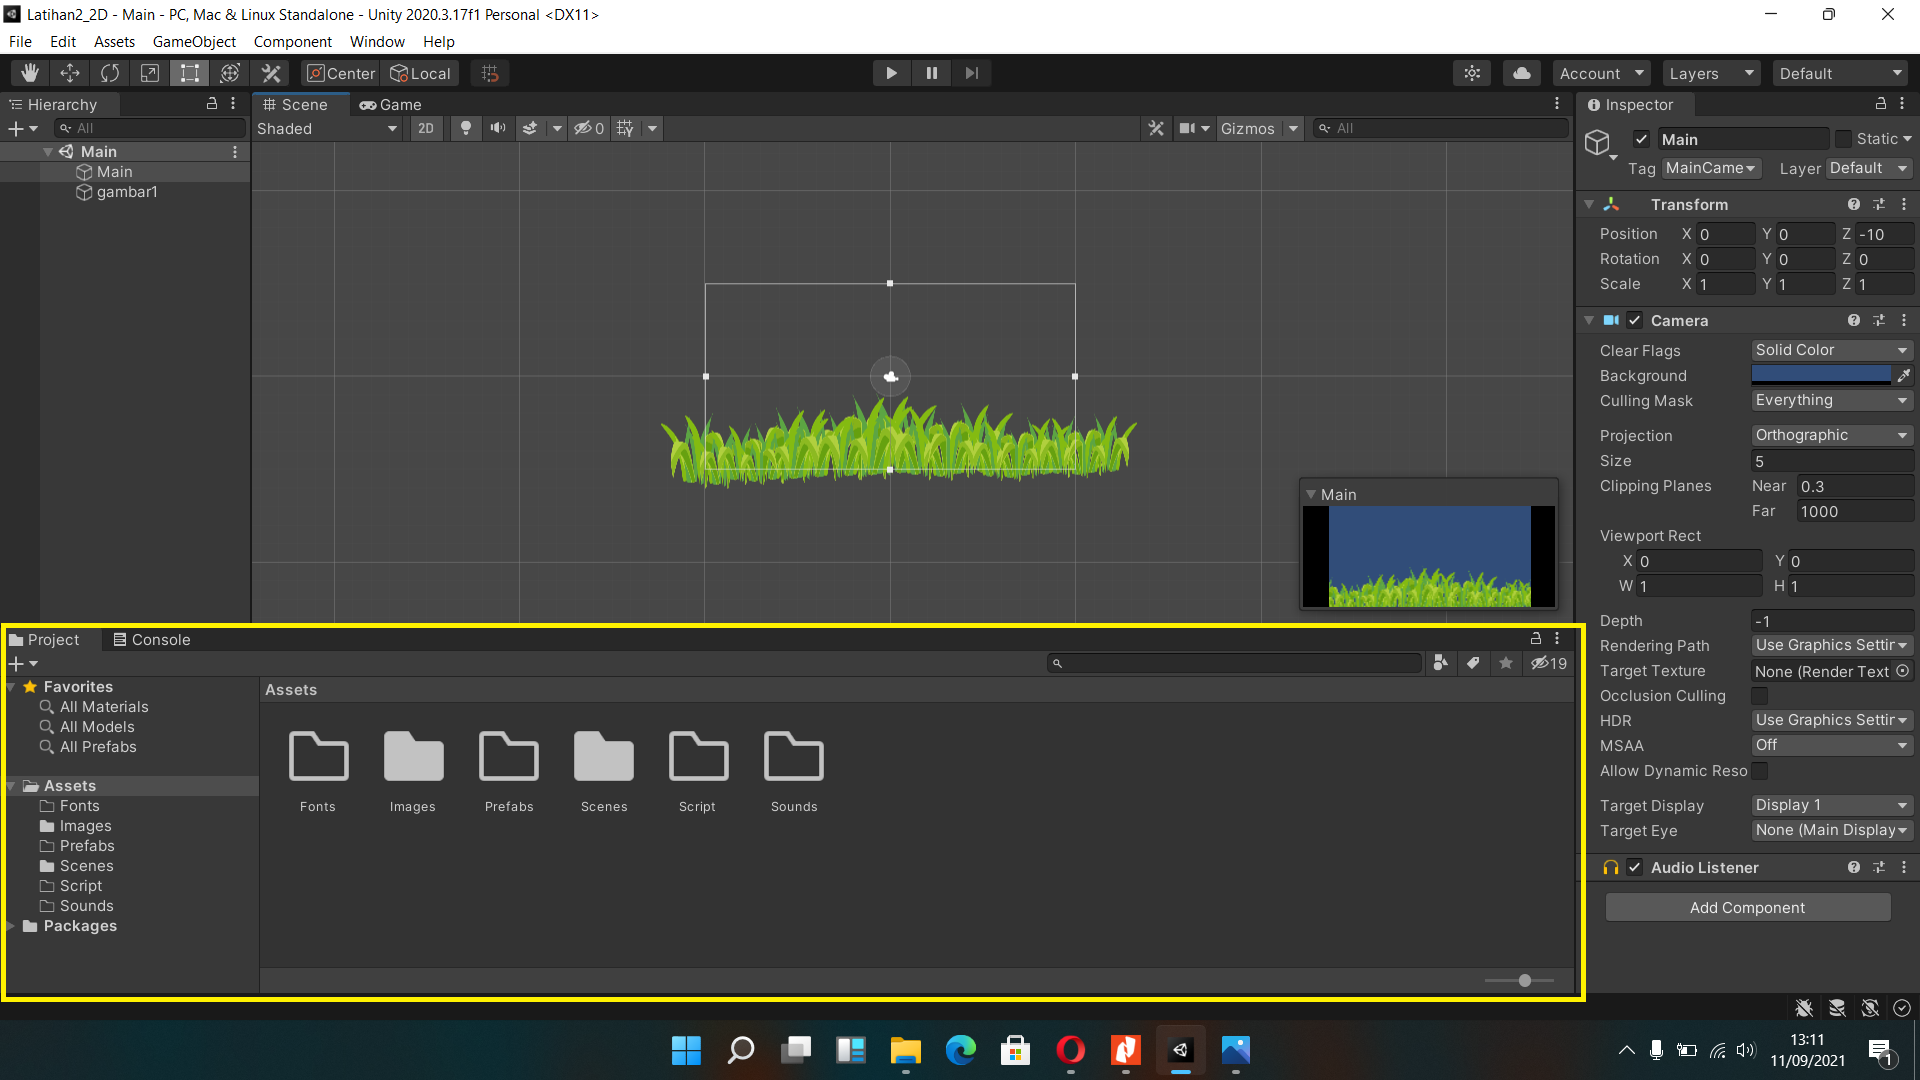 Latihan2_2D - Main - PC, Mac & Linux Standalone - Unity 2020.3.17f1 Personal <DX11>
File Edit Assets GameObject Component Window Help
Center Local Account Layers Default
Hierarchy
All
Main
Main
gambar1
Scene Game
Shaded 2D 0 Gizmos All
Main
Inspector
Main Static
Tag MainCame Layer Default
Transform
Position X 0 Y 0 Z -10
Rotation X 0 Y 0 Z 0
Scale X 1 Y 1 Z 1
Camera
Clear Flags Solid Color
Background
Culling Mask Everything
Projection Orthographic
Size 5
Clipping Planes Near 0.3
Far 1000
Viewport Rect
X 0 Y 0
W 1 H 1
Depth -1
Rendering Path Use Graphics Settir
Target Texture None (Render Text
Occlusion Culling
HDR Use Graphics Settir
MSAA Off
Allow Dynamic Reso
Target Display Display 1
Target Eye None (Main Display
Audio Listener
Add Component
Project Console
19
Favorites
All Materials
All Models
All Prefabs
Assets
Fonts
Images
Prefabs
Scenes
Script
Sounds
Packages
Assets
Fonts Images Prefabs Scenes Script Sounds
13:11
11/09/2021
1